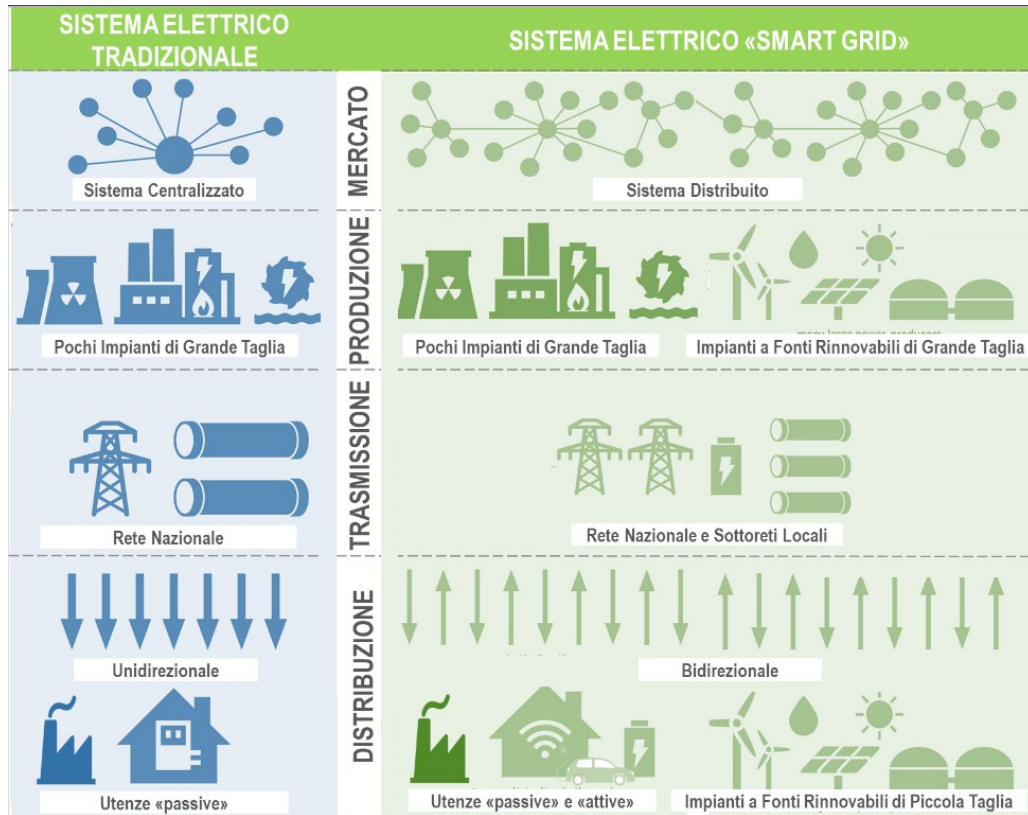 SISTEMA ELETTRICO
TRADIZIONALE
SISTEMA ELETTRICO «SMART GRID»
MERCATO
Sistema Centralizzato
Sistema Distribuito
PRODUZIONE
Pochi Impianti di Grande Taglia
Pochi Impianti di Grande Taglia
Impianti a Fonti Rinnovabili di Grande Taglia
TRASMISSIONE
Rete Nazionale
Rete Nazionale e Sottoreti Locali
DISTRIBUZIONE
Unidirezionale
Bidirezionale
Utenze «passive»
Utenze «passive» e «attive»
Impianti a Fonti Rinnovabili di Piccola Taglia